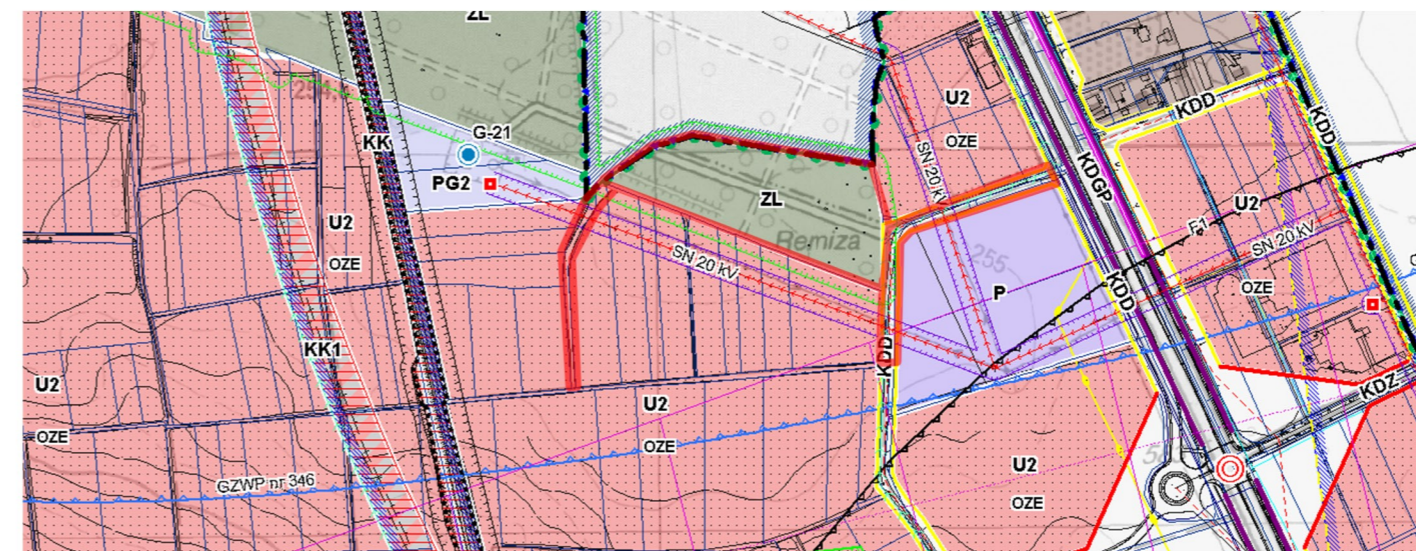 ZL
U2
KDD
G-21
OZE
KK
KDD
SN 20 kV
KDGP
PG2
ZL
U2
U2
F1
Remiza
SN 20 kV
OZE
SN 20 kV
255
OZE
P
KDD
KK1
KDD
U2
KDZ
U2
OZE
OZE
U2
GZWP nr 346
OZE